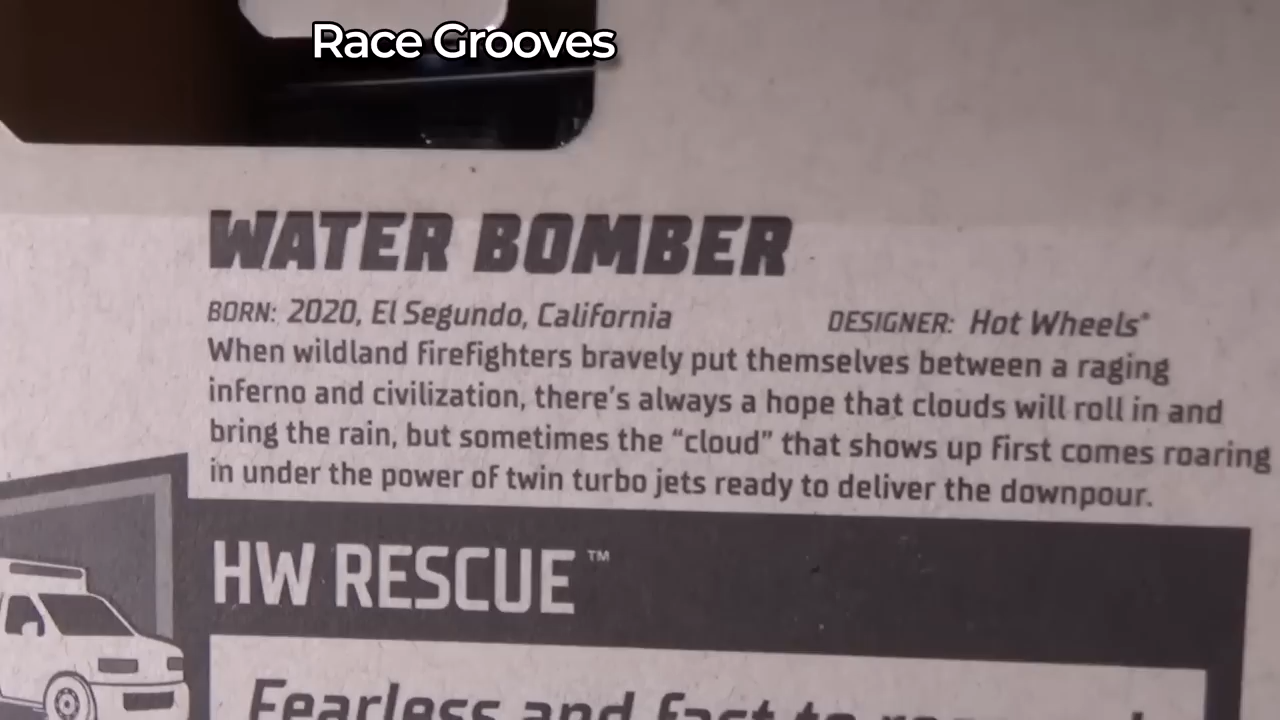 Race Grooves
WATER BOMBER
BORN: 2020, El Segundo, California DESIGNER: Hot Wheels®
When wildland firefighters bravely put themselves between a raging
inferno and civilization, there's always a hope that clouds will roll in and
bring the rain, but sometimes the “cloud” that shows up first comes roaring
in under the power of twin turbo jets ready to deliver the downpour.
HW RESCUE™
Fearless and fast to